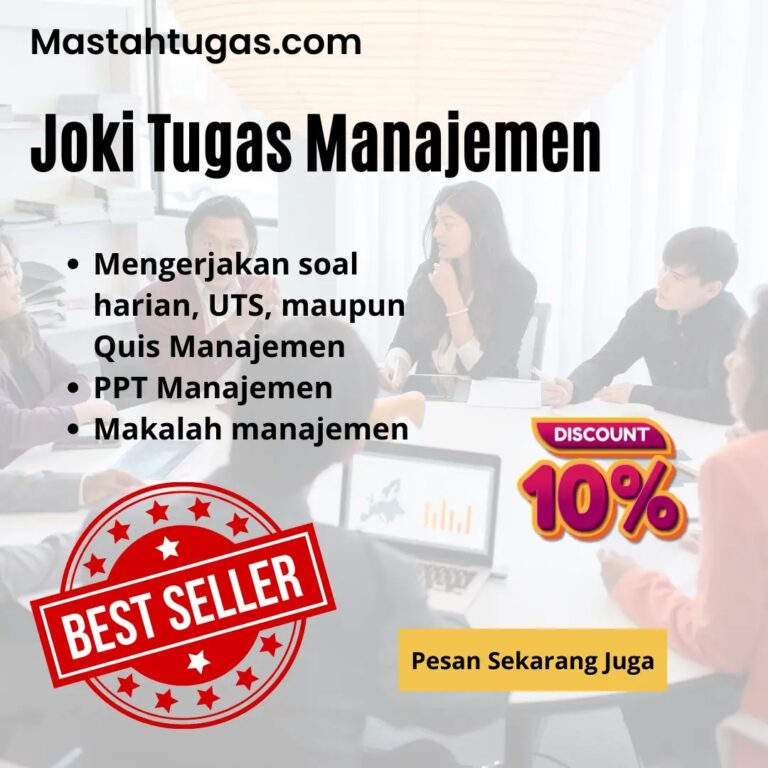 Mastahtugas.com
Joki Tugas Manajemen
• Mengerjakan soal
harian, UTS, maupun
Quis Manajemen
• PPT Manajemen
• Makalah manajemen
DISCOUNT
10%
BEST SELLER
Pesan Sekarang Juga